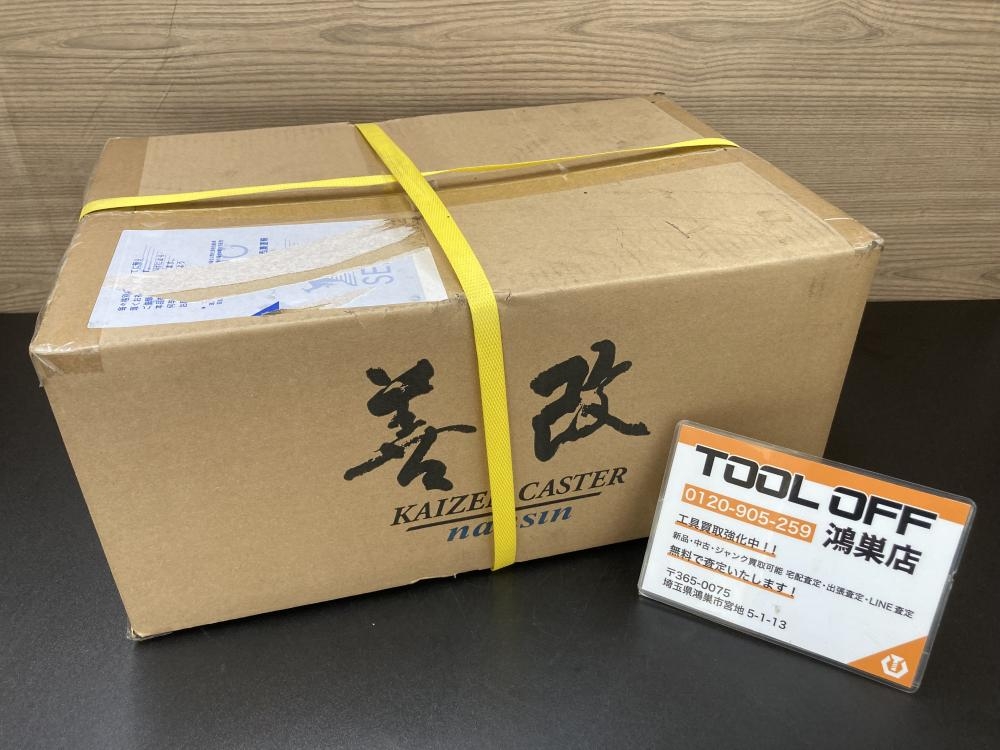 善改
KAIZEN CASTER
nansin
SE
TOOL OFF
0120-905-259
鴻巣店
工具買取強化中！！
新品・中古・ジャンク買取可能 宅配査定・出張査定・LINE査定
無料で査定いたします！
〒365-0075
埼玉県鴻巣市宮地 5-1-13